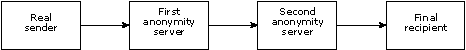 Real
sender
First
anonymity
server
Second
anonymity
server
Final
recipient